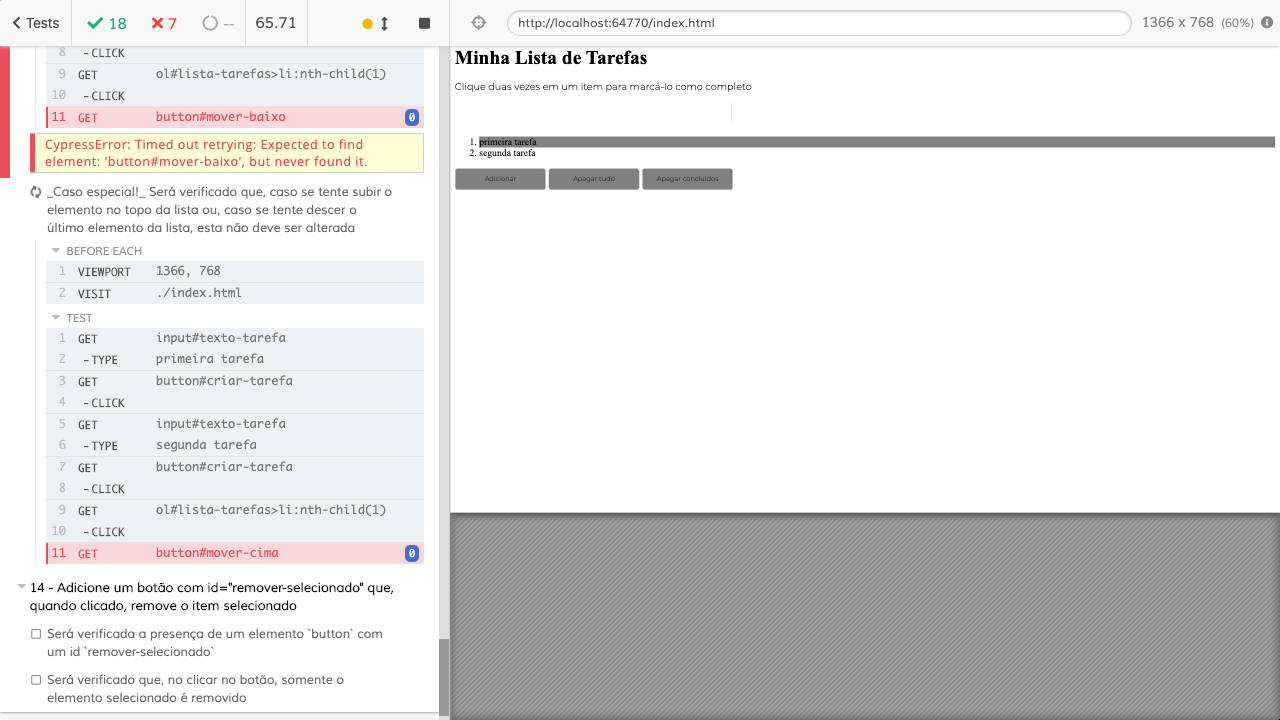 Tests
18
7
--
65.71
http://localhost:64770/index.html
1366 x 768 (60%)
8 -CLICK
9 GET ol#lista-tarefas>li:nth-child(1)
10 -CLICK
11 GET button#mover-baixo 0
CypressError: Timed out retrying: Expected to find
element: 'button#mover-baixo', but never found it.
_Caso especial!_ Será verificado que, caso se tente subir o
elemento no topo da lista ou, caso se tente descer o
último elemento da lista, esta não deve ser alterada
BEFORE EACH
1 VIEWPORT 1366, 768
2 VISIT ./index.html
TEST
1 GET input#texto-tarefa
2 -TYPE primeira tarefa
3 GET button#criar-tarefa
4 -CLICK
5 GET input#texto-tarefa
6 -TYPE segunda tarefa
7 GET button#criar-tarefa
8 -CLICK
9 GET ol#lista-tarefas>li:nth-child(1)
10 -CLICK
11 GET button#mover-cima 0
14 - Adicione um botão com id="remover-selecionado" que,
quando clicado, remove o item selecionado
Será verificada a presença de um elemento `button` com
um id `remover-selecionado`
Será verificado que, no clicar no botão, somente o
elemento selecionado é removido
Minha Lista de Tarefas
Clique duas vezes em um item para marcá-lo como completo
1. primeira tarefa
2. segunda tarefa
Adicionar Apagar tudo Apagar concluidos